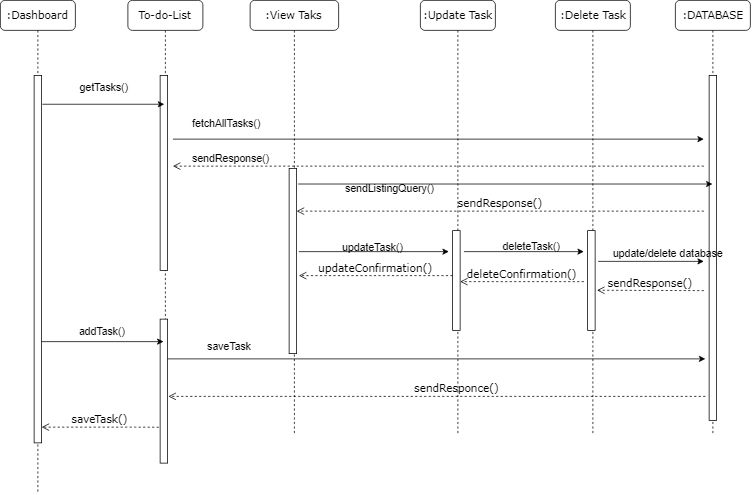 :Dashboard
To-do-List
:View Taks
:Update Task
:Delete Task
:DATABASE
getTasks()
fetchAllTasks()
sendResponse()
sendListingQuery()
sendResponse()
updateTask()
deleteTask()
update/delete database
updateConfirmation()
deleteConfirmation()
sendResponse()
addTask()
saveTask
sendResponce()
saveTask()